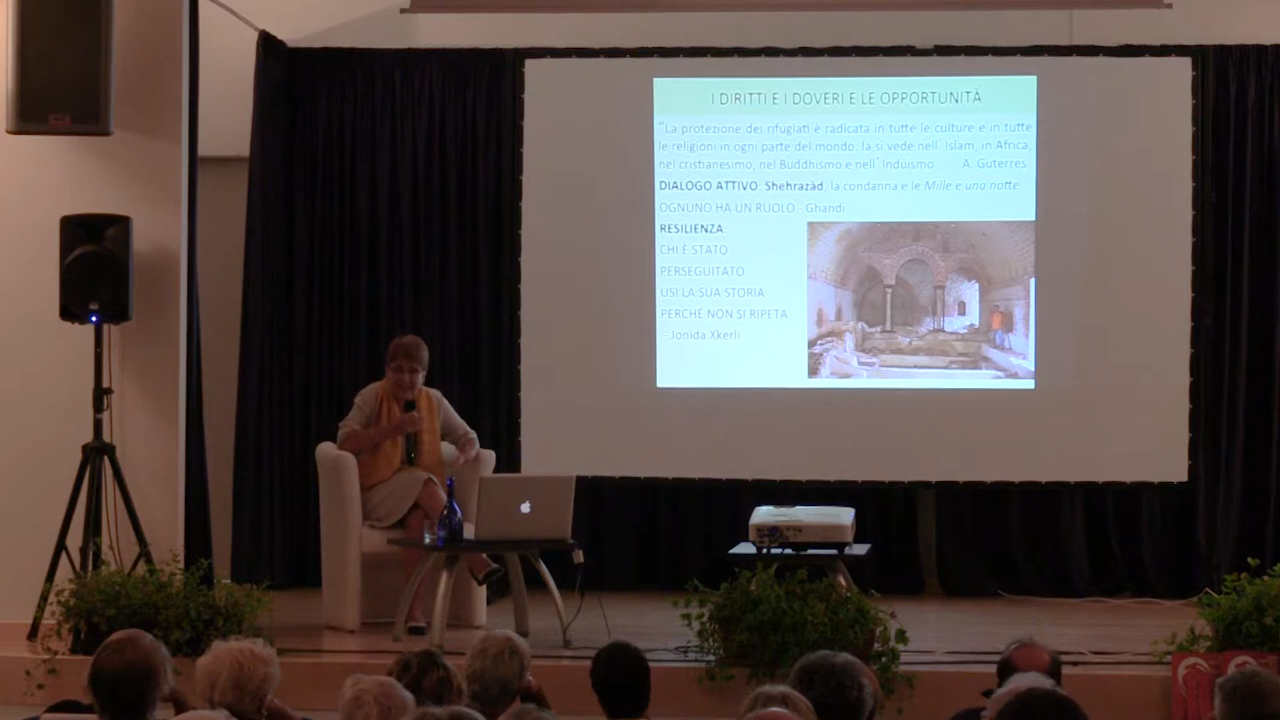 I DIRITTI E I DOVERI E LE OPPORTUNITÀ
"La protezione dei rifugiati è radicata in tutte le culture e in tutte
le religioni in ogni parte del mondo: la si vede nell' Islam, in Africa,
nel cristianesimo, nel Buddhismo e nell' Induismo A. Guterres
DIALOGO ATTIVO: Shehrazàd, la condanna e le Mille e una notte
OGNUNO HA UN RUOLO - Ghandi
RESILIENZA:
CHI È STATO
PERSEGUITATO
USI LA SUA STORIA
PERCHÉ NON SI RIPETA
- Jonida Xkerli